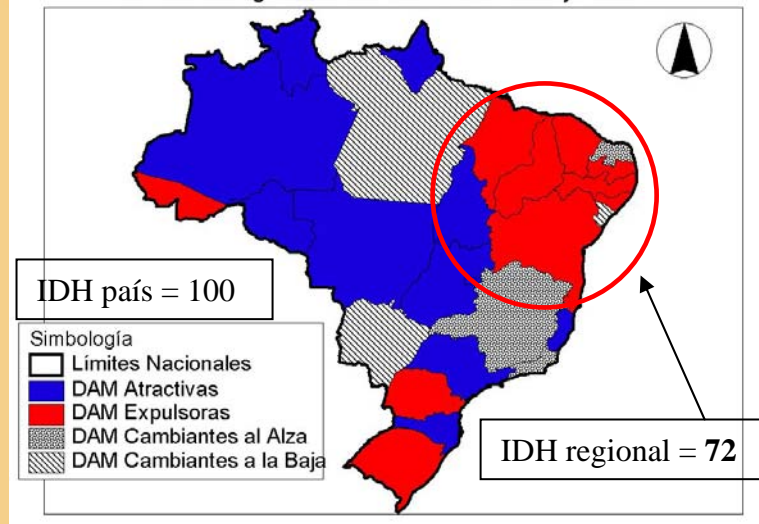 IDH país = 100
Simbología
Límites Nacionales
DAM Atractivas
DAM Expulsoras
DAM Cambiantes al Alza
DAM Cambiantes a la Baja
IDH regional = 72